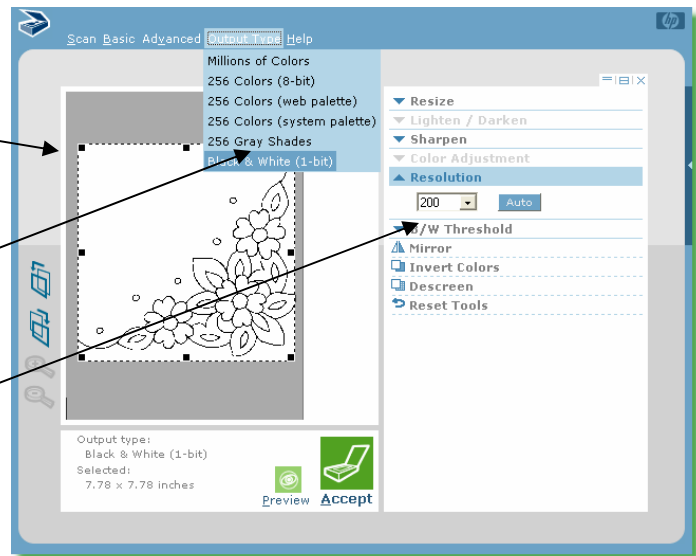 hp
Scan Basic Advanced Output Type Help
Millions of Colors
256 Colors (8-bit)
256 Colors (web palette)
256 Colors (system palette)
256 Gray Shades
Black & White (1-bit)
Resize
Lighten / Darken
Sharpen
Color Adjustment
Resolution
200 Auto
B/W Threshold
Mirror
Invert Colors
Descreen
Reset Tools
Output type:
Black & White (1-bit)
Selected:
7.78 x 7.78 inches
Preview Accept